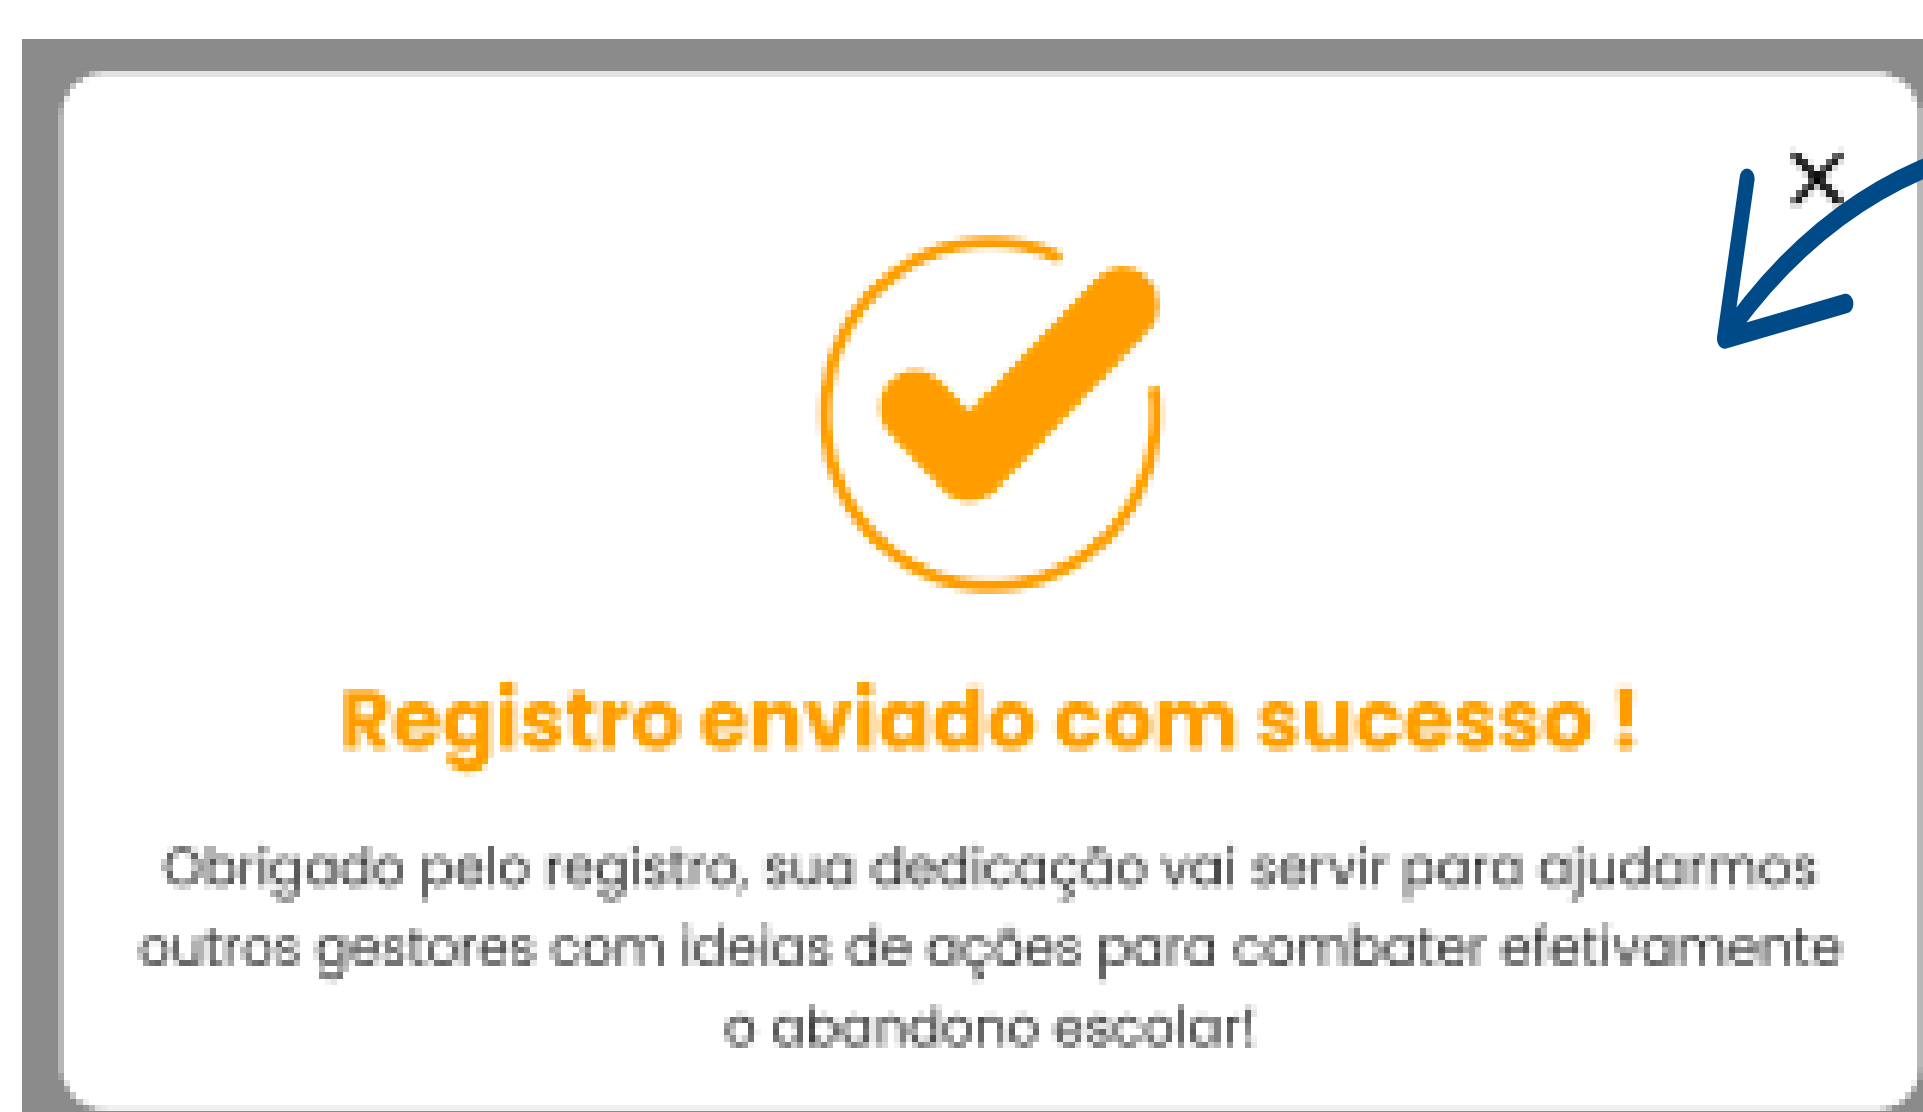 Registro enviado com sucesso !
Obrigado pelo registro, sua dedicação vai servir para ajudarmos
outros gestores com ideias de ações para combater efetivamente
o abandono escolar!